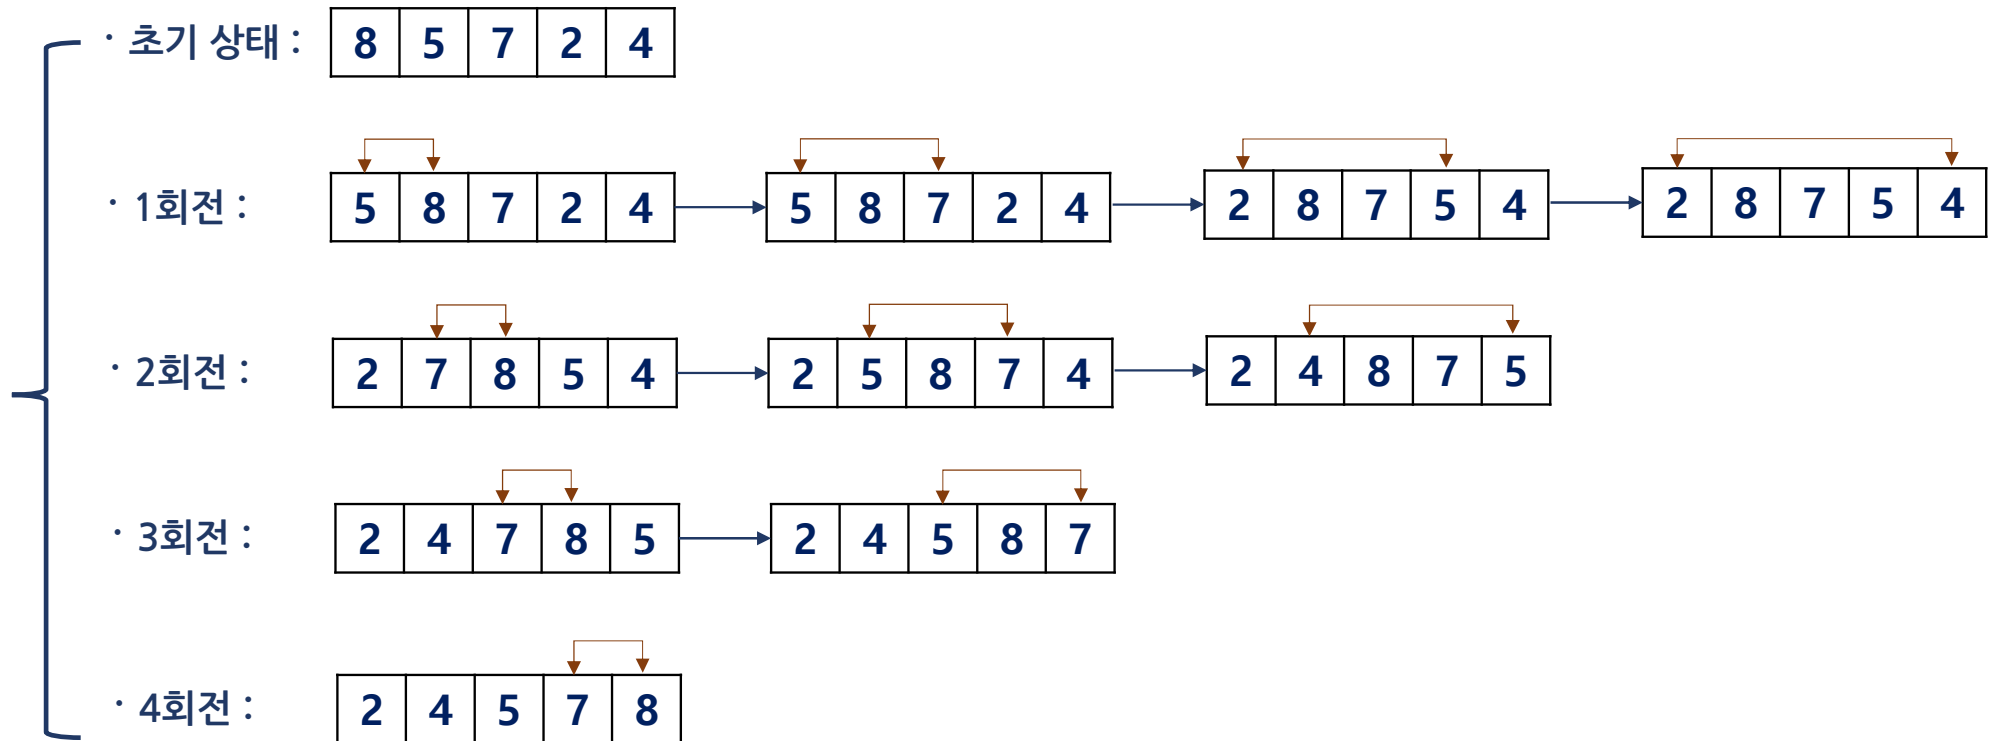 · 초기 상태 : 8 5 7 2 4
· 1회전 : 5 8 7 2 4 5 8 7 2 4 2 8 7 5 4 2 8 7 5 4
· 2회전 : 2 7 8 5 4 2 5 8 7 4 2 4 8 7 5
· 3회전 : 2 4 7 8 5 2 4 5 8 7
· 4회전 : 2 4 5 7 8